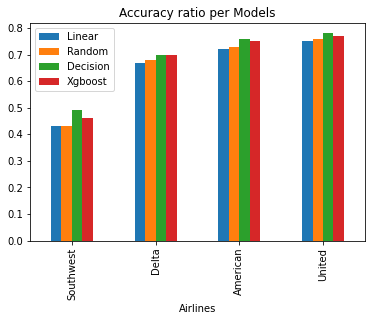 Accuracy ratio per Models
Linear
Random
Decision
Xgboost
0.8
0.7
0.6
0.5
0.4
0.3
0.2
0.1
0.0
Southwest
Delta
American
United
Airlines